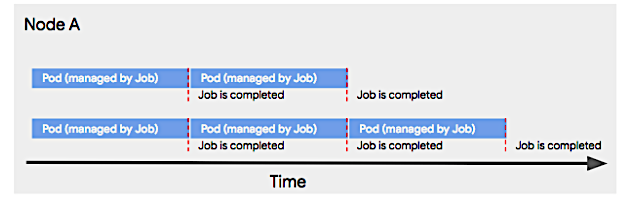 Node A
Pod (managed by Job) Pod (managed by Job)
Job is completed Job is completed
Pod (managed by Job) Pod (managed by Job) Pod (managed by Job)
Job is completed Job is completed Job is completed
Time